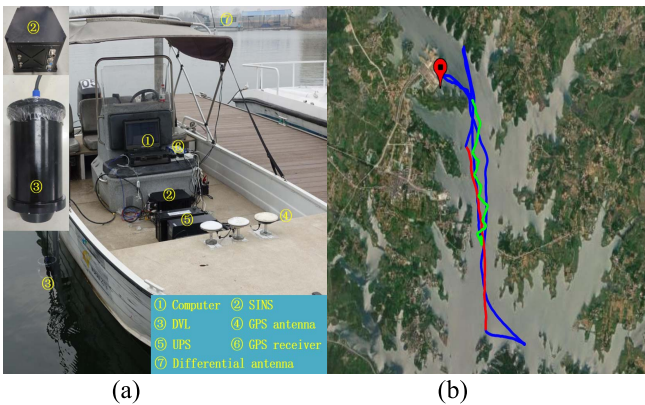 ②
⑦
①
⑥
③
②
④
⑤
③
① Computer ② SINS
③ DVL ④ GPS antenna
⑤ UPS ⑥ GPS receiver
⑦ Differential antenna
(a) (b)